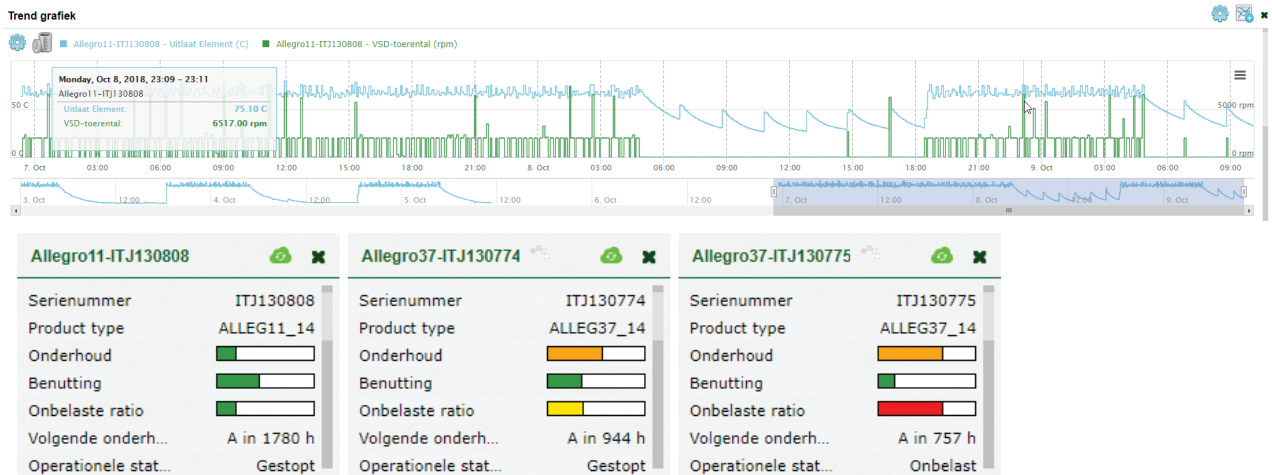 Trend grafiek
Allegro11-ITJ130808 - Uitlaat Element (C) Allegro11-ITJ130808 - VSD-toerental (rpm)
Monday, Oct 8, 2018, 23:09 – 23:11
Allegro11-ITJ130808
Uitlaat Element: 75.10 C
VSD-toerental: 6517.00 rpm
50 C 5000 rpm
0 C 0 rpm
7. Oct 03:00 06:00 09:00 12:00 15:00 18:00 21:00 8. Oct 03:00 06:00 09:00 12:00 15:00 18:00 21:00 9. Oct 03:00 06:00 09:00
3. Oct 12:00 4. Oct 12:00 5. Oct 12:00 6. Oct 12:00 7. Oct 12:00 8. Oct 12:00 9. Oct
Allegro11-ITJ130808 Allegro37-ITJ130774 Allegro37-ITJ130775
Serienummer ITJ130808 Serienummer ITJ130774 Serienummer ITJ130775
Product type ALLEG11_14 Product type ALLEG37_14 Product type ALLEG37_14
Onderhoud Onderhoud Onderhoud
Benutting Benutting Benutting
Onbelaste ratio Onbelaste ratio Onbelaste ratio
Volgende onderh... A in 1780 h Volgende onderh... A in 944 h Volgende onderh... A in 757 h
Operationele stat... Gestopt Operationele stat... Gestopt Operationele stat... Onbelast